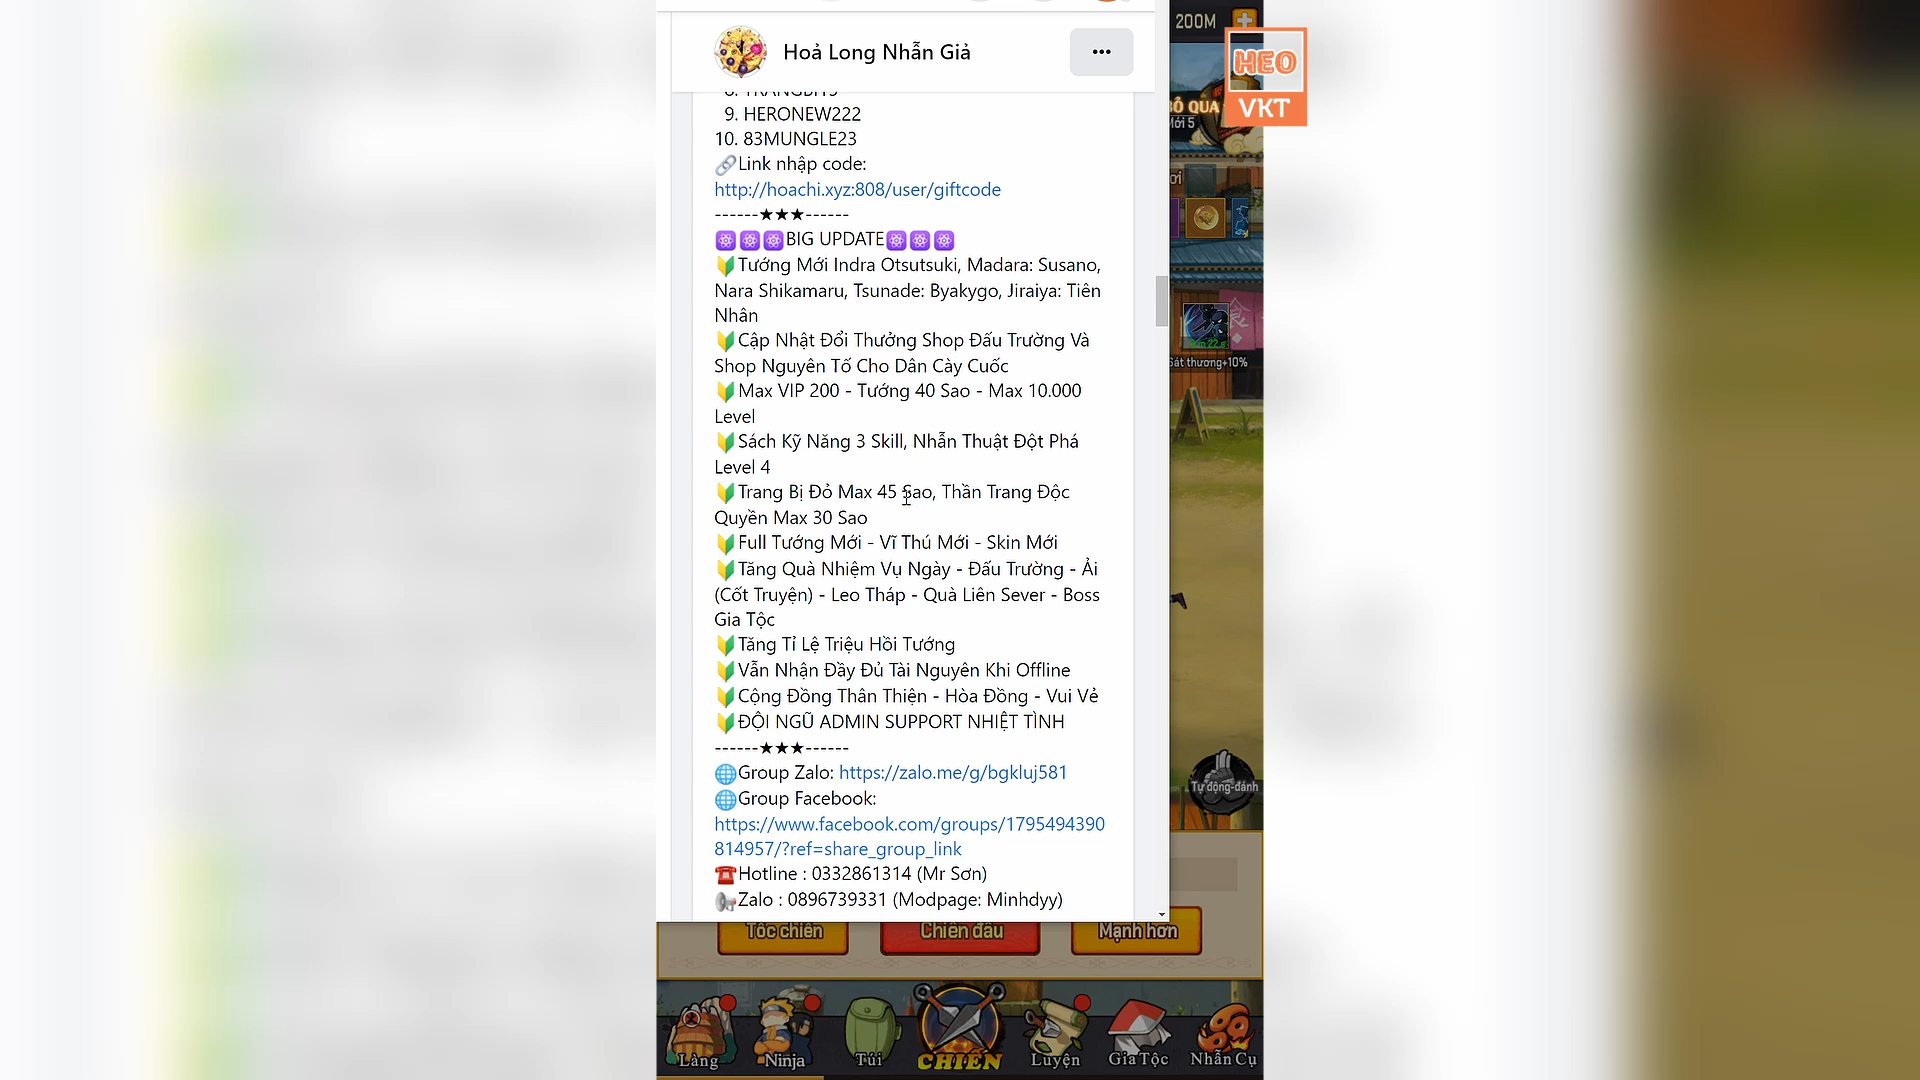 200M
Hoả Long Nhẫn Giả
•••
HEO
VKT
BỎ QUA
Mới 5
9. HERONEW222
10. 83MUNGLE23
Link nhập code:
http://hoachi.xyz:808/user/giftcode
------★★★------
BIG UPDATE
Tướng Mới Indra Otsutsuki, Madara: Susano,
Nara Shikamaru, Tsunade: Byakygo, Jiraiya: Tiên
Nhân
Cập Nhật Đổi Thưởng Shop Đấu Trường Và
Shop Nguyên Tố Cho Dân Cày Cuốc
Sát thương+10%
Max VIP 200 - Tướng 40 Sao - Max 10.000
Level
Sách Kỹ Năng 3 Skill, Nhẫn Thuật Đột Phá
Level 4
Trang Bị Đỏ Max 45 Sao, Thần Trang Độc
Quyền Max 30 Sao
Full Tướng Mới - Vĩ Thú Mới - Skin Mới
Tăng Quà Nhiệm Vụ Ngày - Đấu Trường - Ải
(Cốt Truyện) - Leo Tháp - Quà Liên Sever - Boss
Gia Tộc
Tăng Tỉ Lệ Triệu Hồi Tướng
Vẫn Nhận Đầy Đủ Tài Nguyên Khi Offline
Cộng Đồng Thân Thiện - Hòa Đồng - Vui Vẻ
ĐỘI NGŨ ADMIN SUPPORT NHIỆT TÌNH
------★★★------
Group Zalo: https://zalo.me/g/bgkluj581
Tự động-đánh
Group Facebook:
https://www.facebook.com/groups/1795494390
814957/?ref=share_group_link
Hotline : 0332861314 (Mr Sơn)
Zalo : 0896739331 (Modpage: Minhdyy)
Tốc chiến
Chiến đấu
Mạnh hơn
Làng
Ninja
Túi
CHIẾN
Luyện
Gia Tộc
Nhẫn Cụ